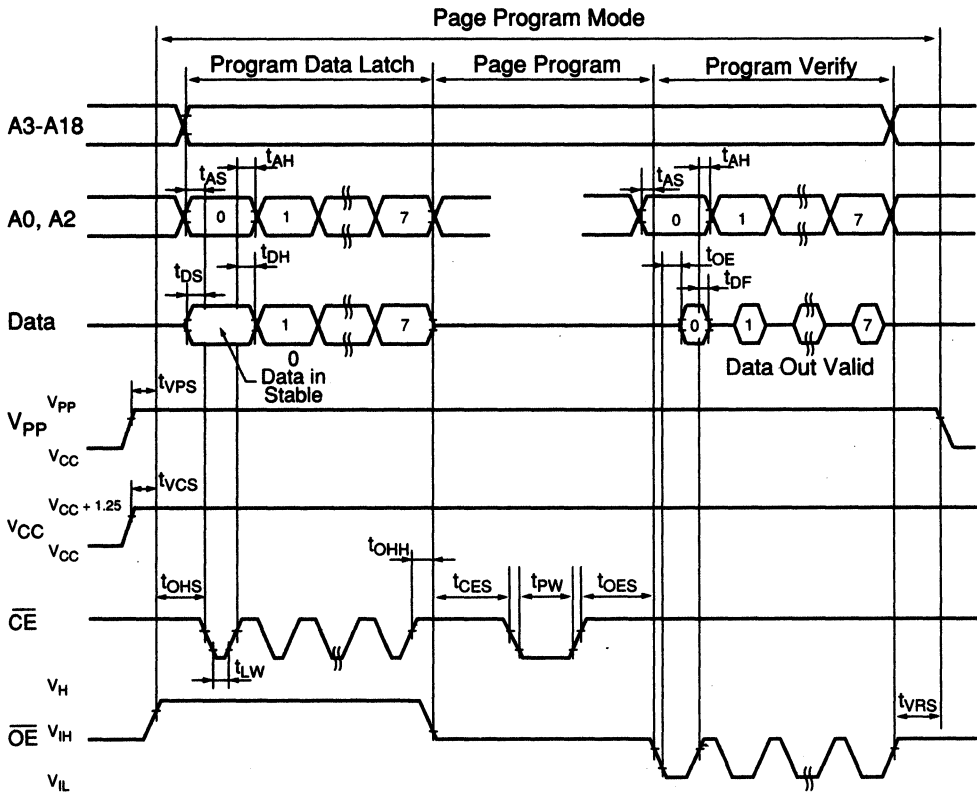 Page Program Mode
Program Data Latch Page Program Program Verify
A3-A18
tAH tAH
tAS tAS
A0, A2 0 1 7 0 1 7
tDH tOE
tDS tDF
Data 1 7 0 1 7
0
Data in
Stable
Data Out Valid
tVPS
VPP
VPP
VCC
tVCS
VCC + 1.25
VCC
VCC
tOHH
tOHS tCES tPW tOES
CE
tLW
VH
tVRS
OE VIH
VIL